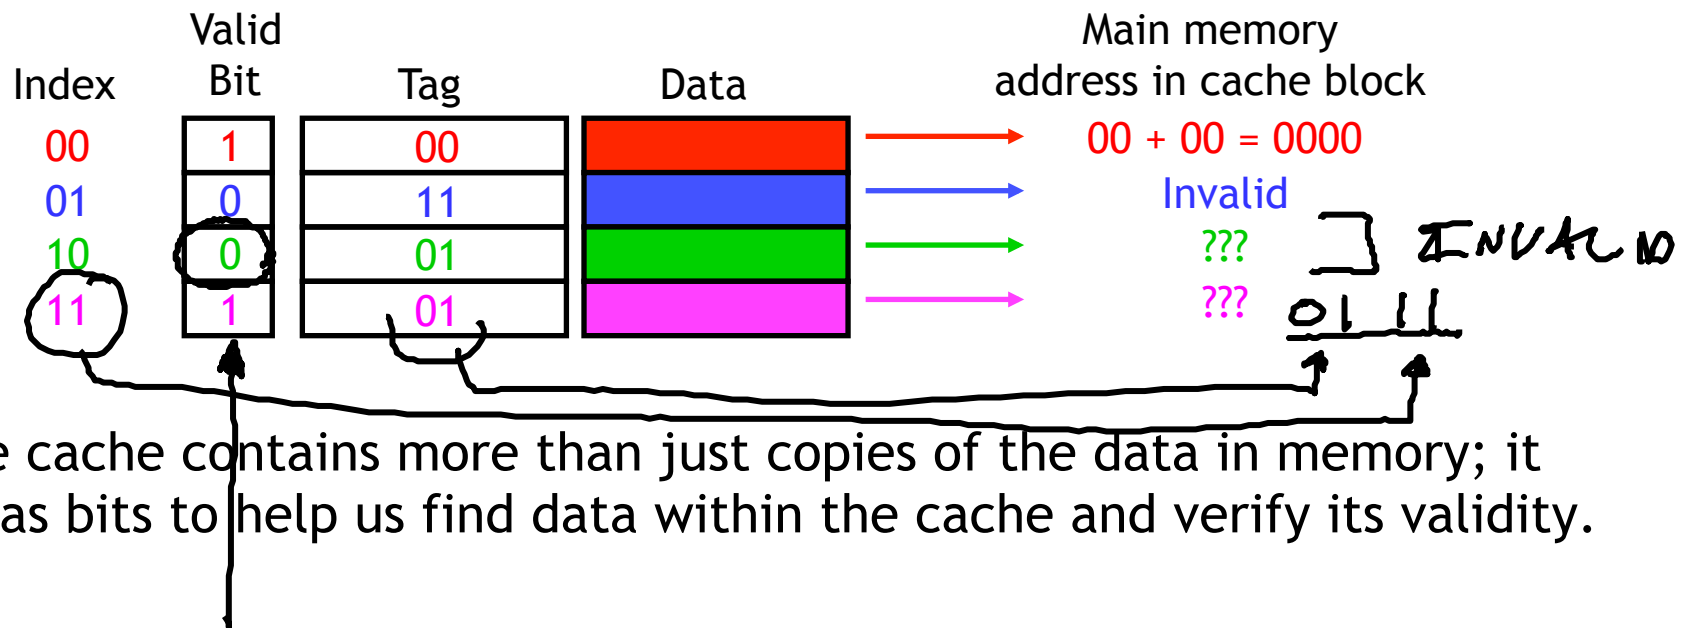 Valid Main memory
Index Bit Tag Data address in cache block
00 1 00 00 + 00 = 0000
01 0 11 Invalid
10 0 01 ??? INVALID
11 1 01 ??? 01 11
e cache contains more than just copies of the data in memory; it
as bits to help us find data within the cache and verify its validity.